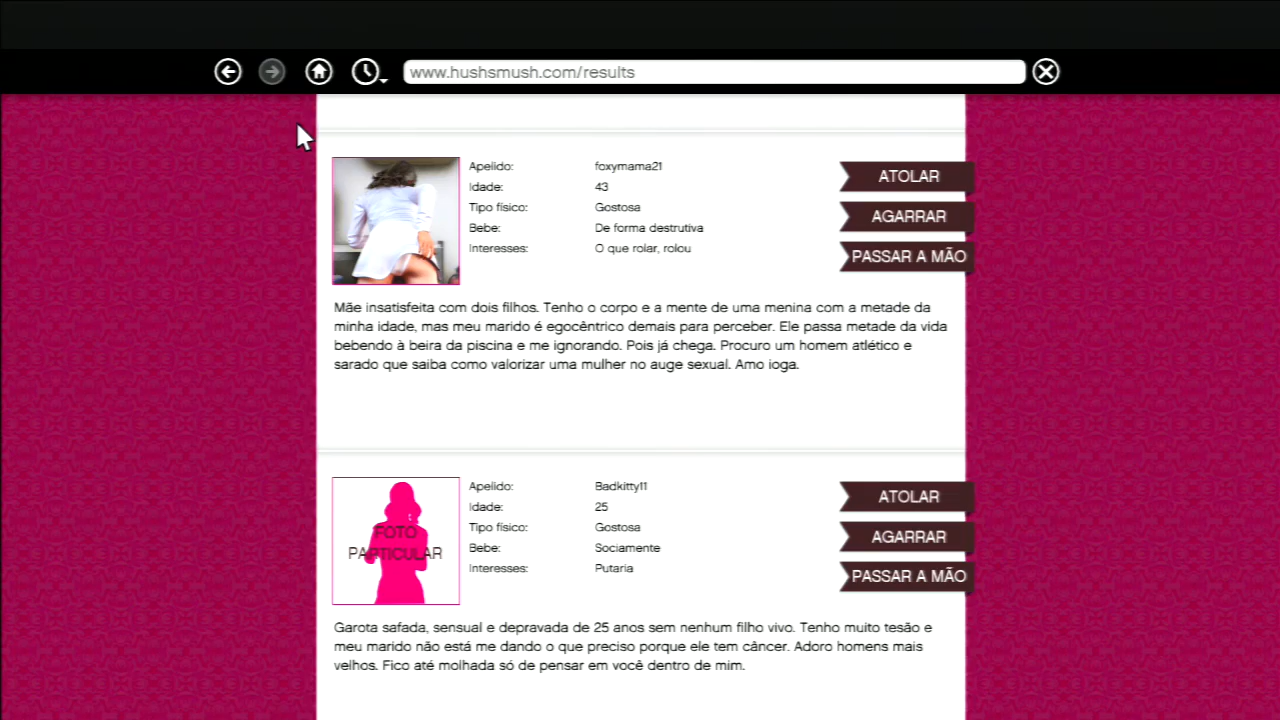 www.hushsmush.com/results
Apelido: foxymama21
Idade: 43
Tipo físico: Gostosa
Bebe: De forma destrutiva
Interesses: O que rolar, rolou
ATOLAR
AGARRAR
PASSAR A MÃO
Mãe insatisfeita com dois filhos. Tenho o corpo e a mente de uma menina com a metade da
minha idade, mas meu marido é egocêntrico demais para perceber. Ele passa metade da vida
bebendo à beira da piscina e me ignorando. Pois já chega. Procuro um homem atlético e
sarado que saiba como valorizar uma mulher no auge sexual. Amo ioga.
FOTO
PARTICULAR
Apelido: Badkitty11
Idade: 25
Tipo físico: Gostosa
Bebe: Sociamente
Interesses: Putaria
ATOLAR
AGARRAR
PASSAR A MÃO
Garota safada, sensual e depravada de 25 anos sem nenhum filho vivo. Tenho muito tesão e
meu marido não está me dando o que preciso porque ele tem câncer. Adoro homens mais
velhos. Fico até molhada só de pensar em você dentro de mim.